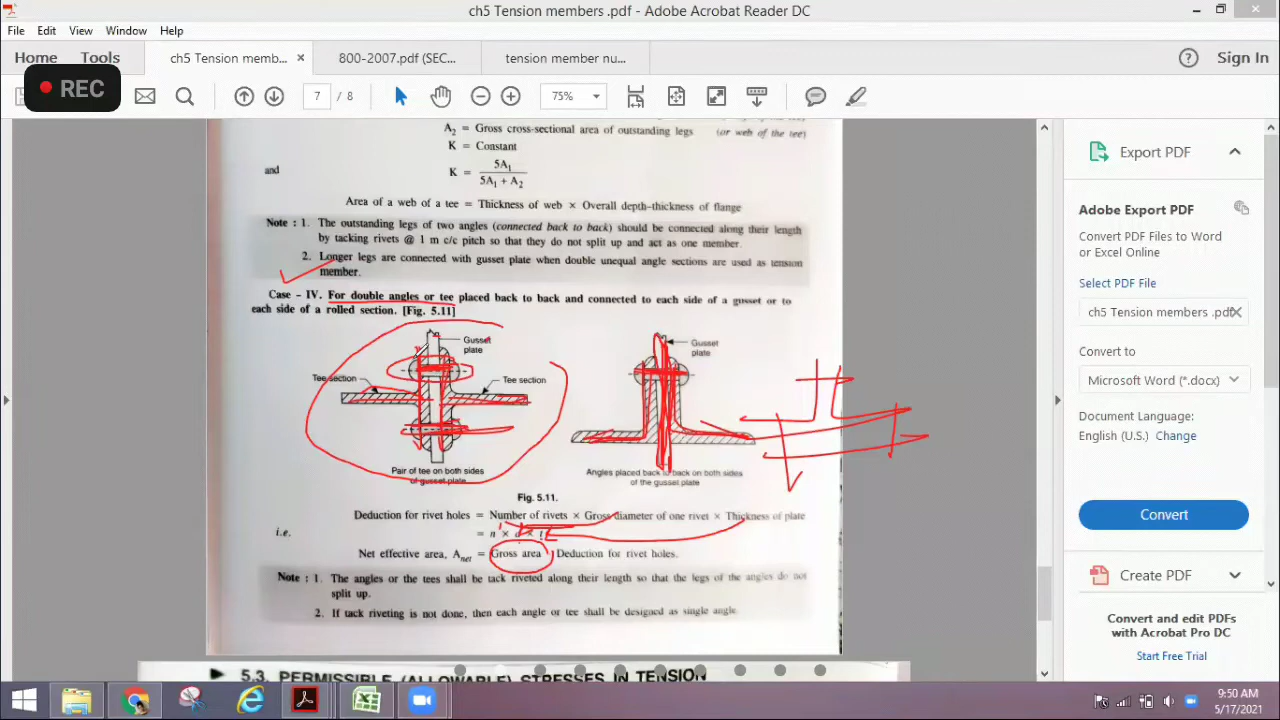 ch5 Tension members .pdf - Adobe Acrobat Reader DC
File Edit View Window Help
Home Tools ch5 Tension memb... × 800-2007.pdf (SEC... tension member nu... ? Sign In
REC
7 / 8 75%
A₂ = Gross cross-sectional area of outstanding legs (or web of the tee)
K = Constant
and K = 5A₁ / 5A₁ + A₂
Area of a web of a tee = Thickness of web × Overall depth-thickness of flange
Note : 1. The outstanding legs of two angles (connected back to back) should be connected along their length
by tacking rivets @ 1 m c/c pitch so that they do not split up and act as one member.
2. Longer legs are connected with gusset plate when double unequal angle sections are used as tension
member.
Case - IV. For double angles or tee placed back to back and connected to each side of a gusset or to
each side of a rolled section. [Fig. 5.11]
Gusset
plate
Tee section
Tee section
Pair of tee on both sides
of gusset plate
Gusset
plate
Angles placed back to back on both sides
of the gusset plate
Fig. 5.11.
Deduction for rivet holes = Number of rivets × Gross diameter of one rivet × Thickness of plate
i.e. = n × d × t
Net effective area, Aₙₑₜ = Gross area Deduction for rivet holes.
Note : 1. The angles or the tees shall be tack riveted along their length so that the legs of the angles do not
split up.
2. If tack riveting is not done, then each angle or tee shall be designed as single angle.
5.3. PERMISSIBLE (ALLOWABLE) STRESSES IN TENSION
Export PDF
Adobe Export PDF
Convert PDF Files to Word
or Excel Online
Select PDF File
ch5 Tension members .pdf ×
Convert to
Microsoft Word (*.docx)
Document Language:
English (U.S.) Change
Convert
Create PDF
Convert and edit PDFs
with Acrobat Pro DC
Start Free Trial
9:50 AM
5/17/2021